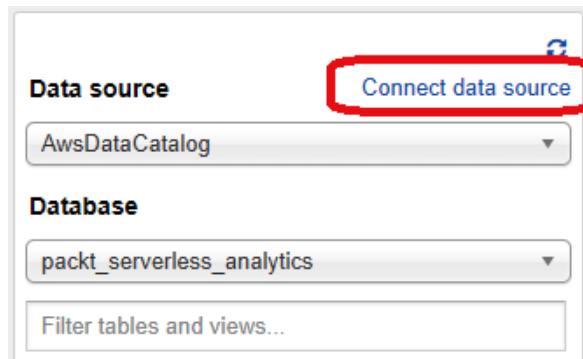 Data source Connect data source
AwsDataCatalog
Database
packt_serverless_analytics
Filter tables and views...